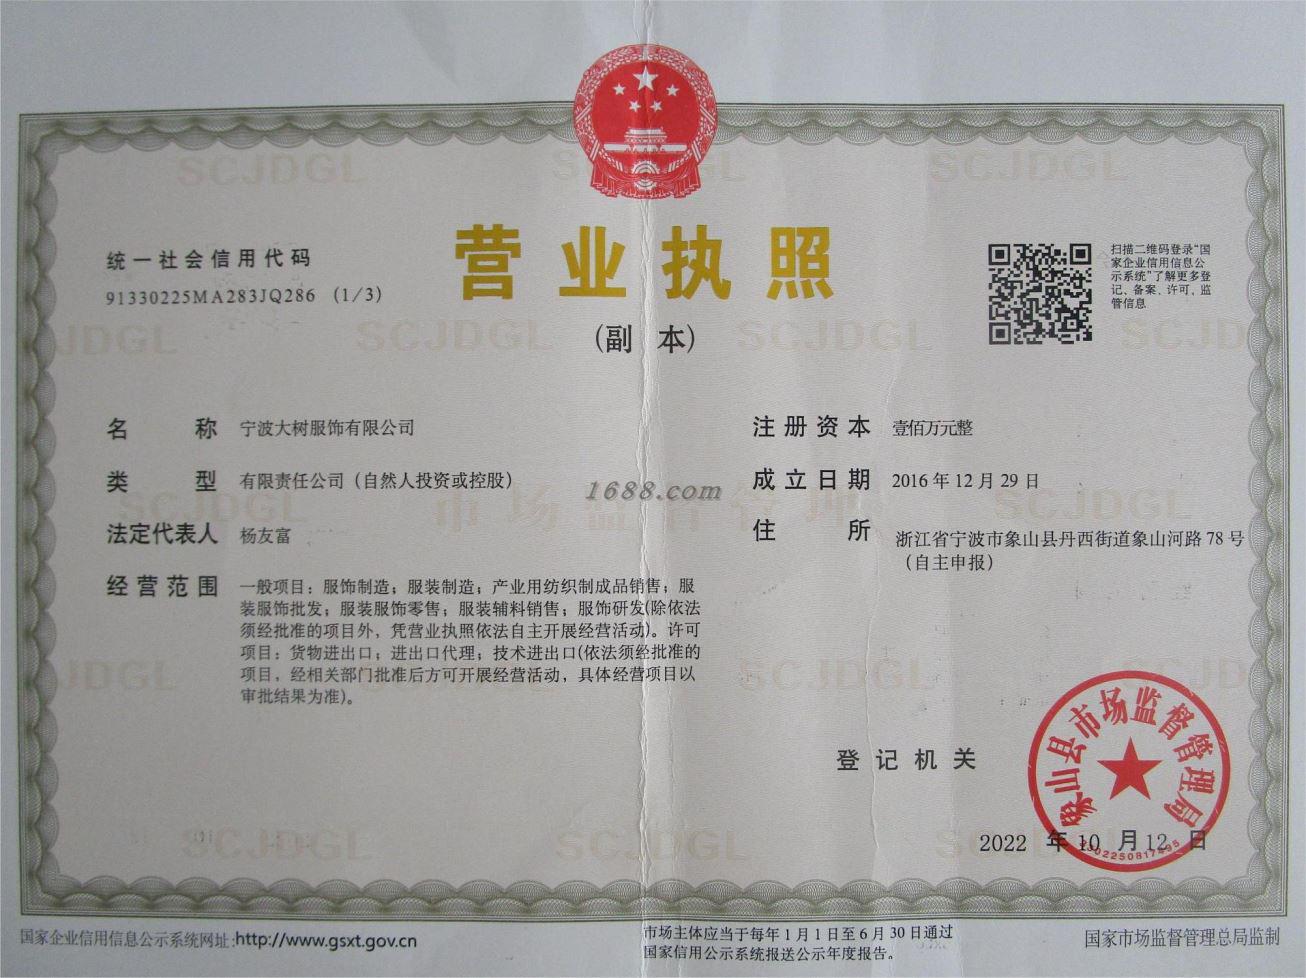 营业执照
(副 本)
统一社会信用代码
91330225MA283JQ286 (1/3)
扫描二维码登录“国
家企业信用信息公
示系统”了解更多登
记、备案、许可、监
管信息
名称 宁波大树服饰有限公司
类型 有限责任公司（自然人投资或控股）
法定代表人 杨友富
经营范围 一般项目：服饰制造；服装制造；产业用纺织制成品销售；服
装服饰批发；服装服饰零售；服装辅料销售；服饰研发(除依法
须经批准的项目外，凭营业执照依法自主开展经营活动)。许可
项目：货物进出口；进出口代理；技术进出口(依法须经批准的
项目，经相关部门批准后方可开展经营活动，具体经营项目以
审批结果为准)。
注册资本 壹佰万元整
成立日期 2016年12月29日
住所 浙江省宁波市象山县丹西街道象山河路78号
（自主申报）
1688.com
市场监督管理
SCJDGL
登记机关
象山县市场监督管理局
2022 年 10 月 12 日
国家企业信用信息公示系统网址:http://www.gsxt.gov.cn
市场主体应当于每年1月1日至6月30日通过
国家信用公示系统报送公示年度报告。
国家市场监督管理总局监制